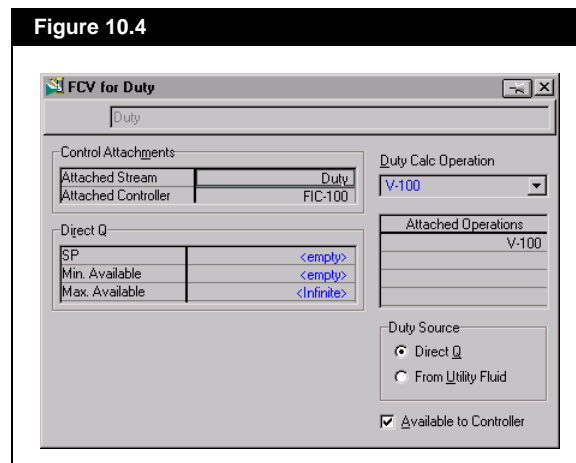 Figure 10.4
FCV for Duty
Duty
Control Attachments
Attached Stream Duty
Attached Controller FIC-100
Direct Q
SP <empty>
Min. Available <empty>
Max. Available <Infinite>
Duty Calc Operation
V-100
Attached Operations
V-100
Duty Source
Direct Q
From Utility Fluid
Available to Controller